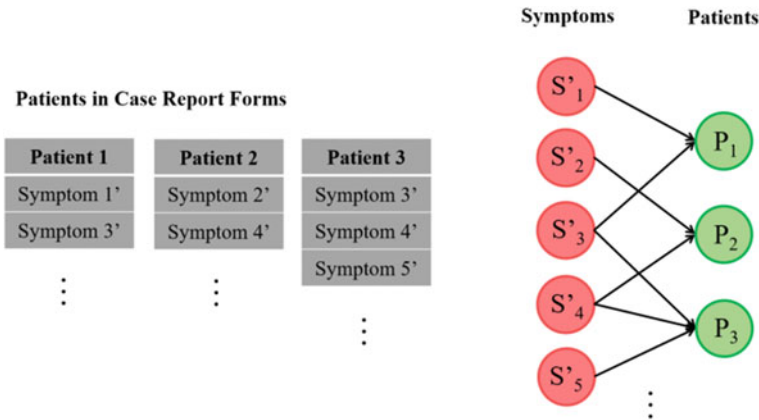 Patients in Case Report Forms
Patient 1
Symptom 1’
Symptom 3’
⋮
Patient 2
Symptom 2’
Symptom 4’
⋮
Patient 3
Symptom 3’
Symptom 4’
Symptom 5’
⋮
Symptoms
S’1
S’2
S’3
S’4
S’5
Patients
P1
P2
P3
⋮